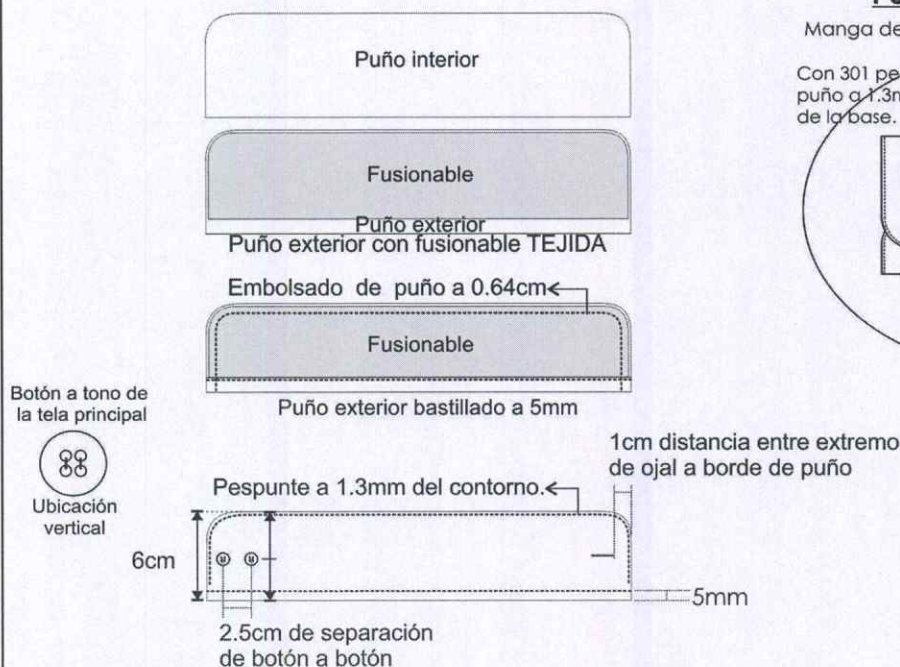 Puño interior
Fusionable
Puño exterior
Puño exterior con fusionable TEJIDA
Embolsado de puño a 0.64cm
Fusionable
Puño exterior bastillado a 5mm
Botón a tono de
la tela principal
Ubicación
vertical
1cm distancia entre extremo
de ojal a borde de puño
Pespunte a 1.3mm del contorno.
6cm
5mm
2.5cm de separación
de botón a botón
Manga de
Con 301
puño a
de la base.